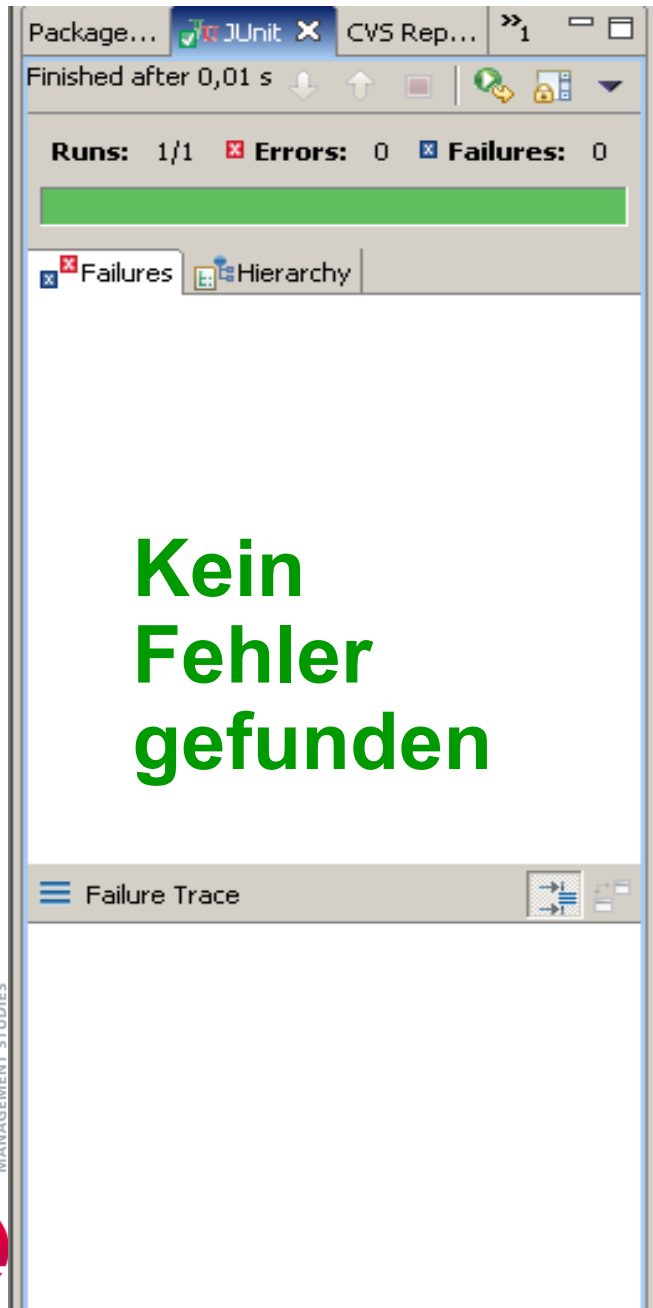 Package... JUnit CVS Rep... »1
Finished after 0,01 s
Runs: 1/1 Errors: 0 Failures: 0
Failures Hierarchy
Kein
Fehler
gefunden
Failure Trace
MANAGEMENT STUDIES